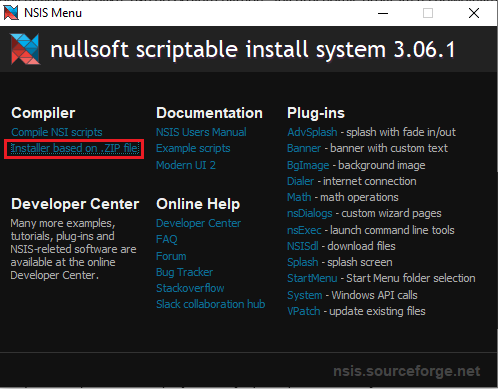 NSIS Menu
nullsoft scriptable install system 3.06.1
Compiler
Compile NSI scripts
Installer based on .ZIP file
Developer Center
Many more examples,
tutorials, plug-ins and
NSIS-releted software are
available at the online
Developer Center.
Documentation
NSIS Users Manual
Example scripts
Modern UI 2
Online Help
Developer Center
FAQ
Forum
Bug Tracker
Stackoverflow
Slack collaboration hub
Plug-ins
AdvSplash - splash with fade in/out
Banner - banner with custom text
BgImage - background image
Dialer - internet connection
Math - math operations
nsDialogs - custom wizard pages
nsExec - launch command line tools
NSISdl - download files
Splash - splash screen
StartMenu - Start Menu folder selection
System - Windows API calls
VPatch - update existing files
nsis.sourceforge.net